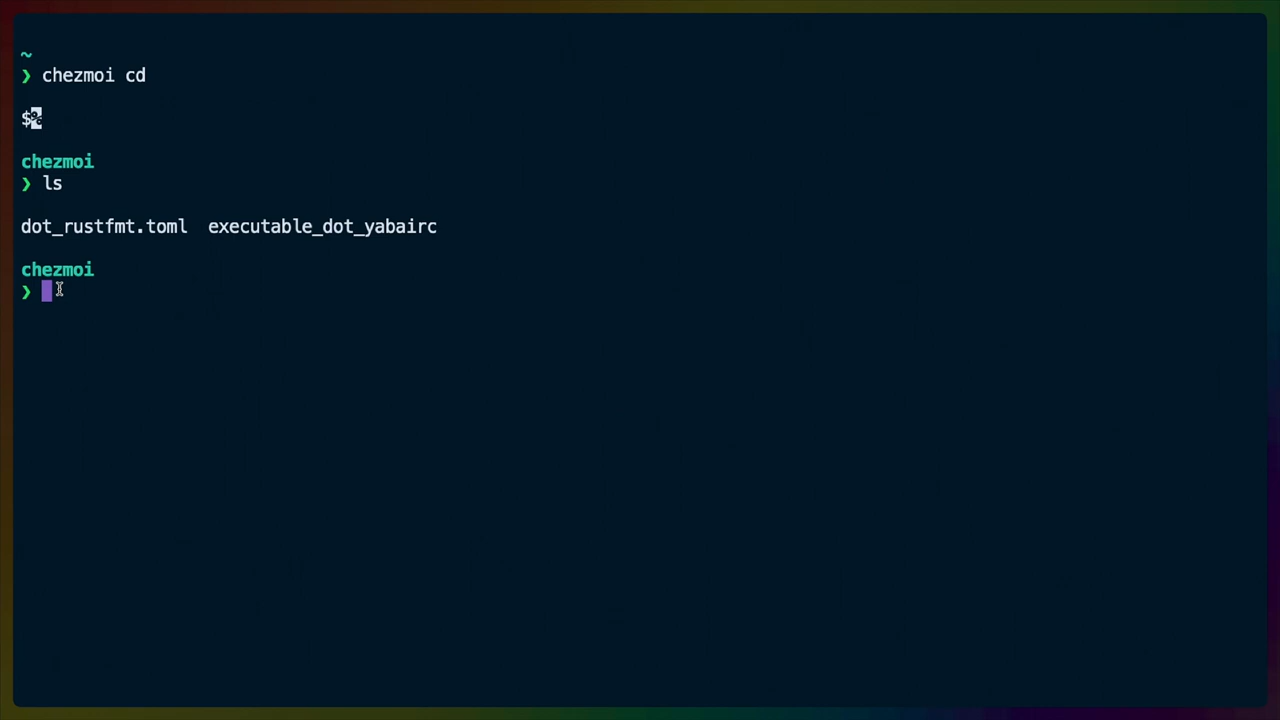 ~
❯ chezmoi cd
$%
chezmoi
❯ ls
dot_rustfmt.toml  executable_dot_yabairc
chezmoi
❯